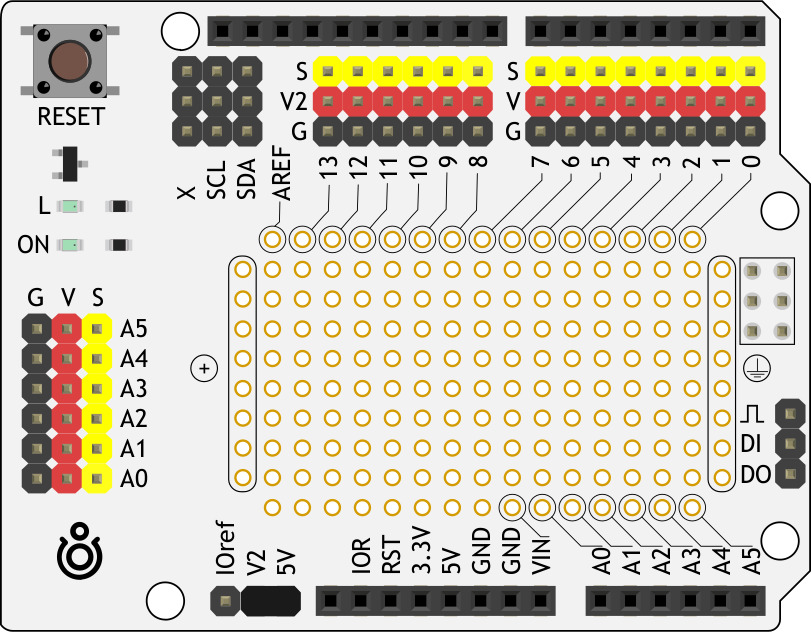 RESET
S S
V2 V
G G
X SCL SDA AREF 13 12 11 10 9 8 7 6 5 4 3 2 1 0
L
ON
G V S
A5
A4
A3
A2
A1
A0
+
DI
DO
IOref V2 5V IOR RST 3.3V 5V GND GND VIN A0 A1 A2 A3 A4 A5